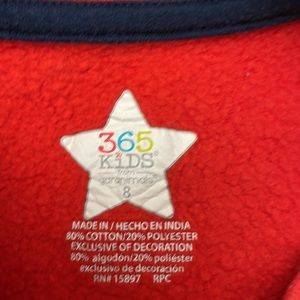 365
KiDS®
from
garanimals®
8
MADE IN / HECHO EN INDIA
80% COTTON/20% POLYESTER
EXCLUSIVE OF DECORATION
80% algodón/20% poliéster
exclusivo de decoración
RN# 15897 RPC